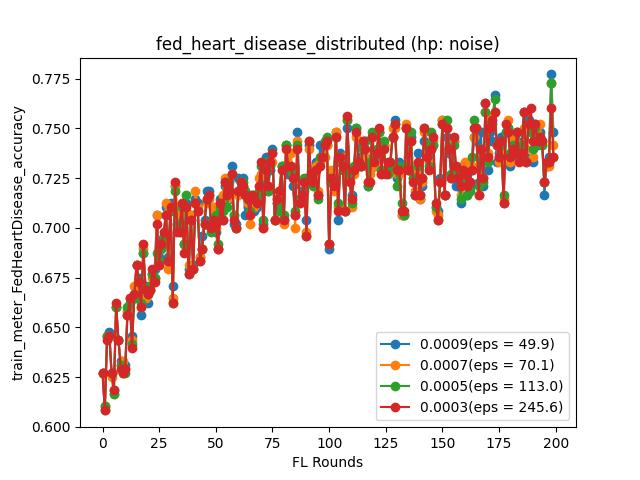 fed_heart_disease_distributed (hp: noise)
train_meter_FedHeartDisease_accuracy
0.775
0.750
0.725
0.700
0.675
0.650
0.625
0.600
0.0009(eps = 49.9)
0.0007(eps = 70.1)
0.0005(eps = 113.0)
0.0003(eps = 245.6)
0 25 50 75 100 125 150 175 200
FL Rounds